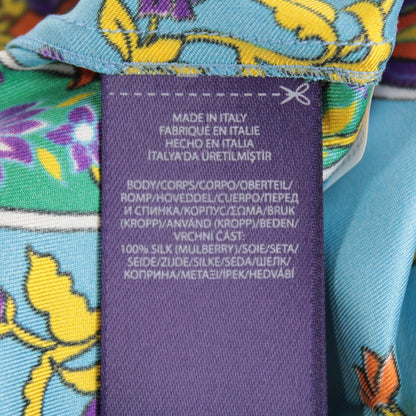 MADE IN ITALY
FABRIQUÉ EN ITALIE
HECHO EN ITALIA
İTALYA'DA ÜRETİLMİŞTİR
BODY/CORPS/CORPO/OBERTEIL/
ROMP/HOVEDDEL/CUERPO/ПЕРЕД
И СПИНКА/КОРПУС/ΣΩΜΑ/BRUK
(KROPP)/ANVÄND (KROPP)/BEDEN/
VRCHNÍ ČÁST:
100% SILK (MULBERRY)/SOIE/SETA/
SEIDE/ZIJDE/SILKE/SEDA/ШЕЛК/
КОПРИНА/ΜΕΤΑΞΙ/İPEK/HEDVÁBÍ